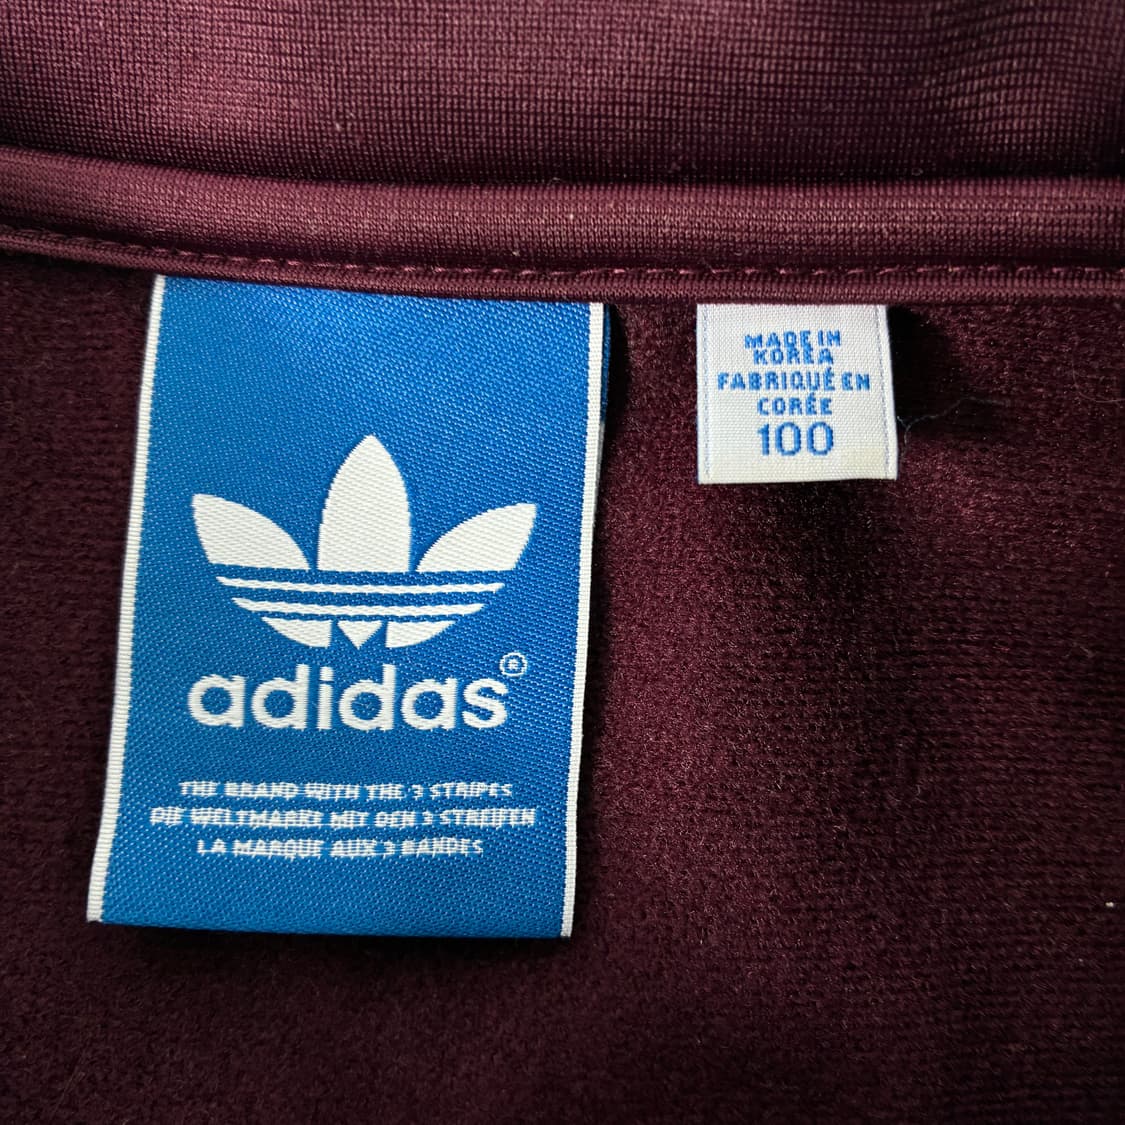 adidas®
THE BRAND WITH THE 3 STRIPES
DIE WELTMARKE MIT DEN 3 STREIFEN
LA MARQUE AUX 3 BANDES
MADE IN
KOREA
FABRIQUÉ EN
CORÉE
100